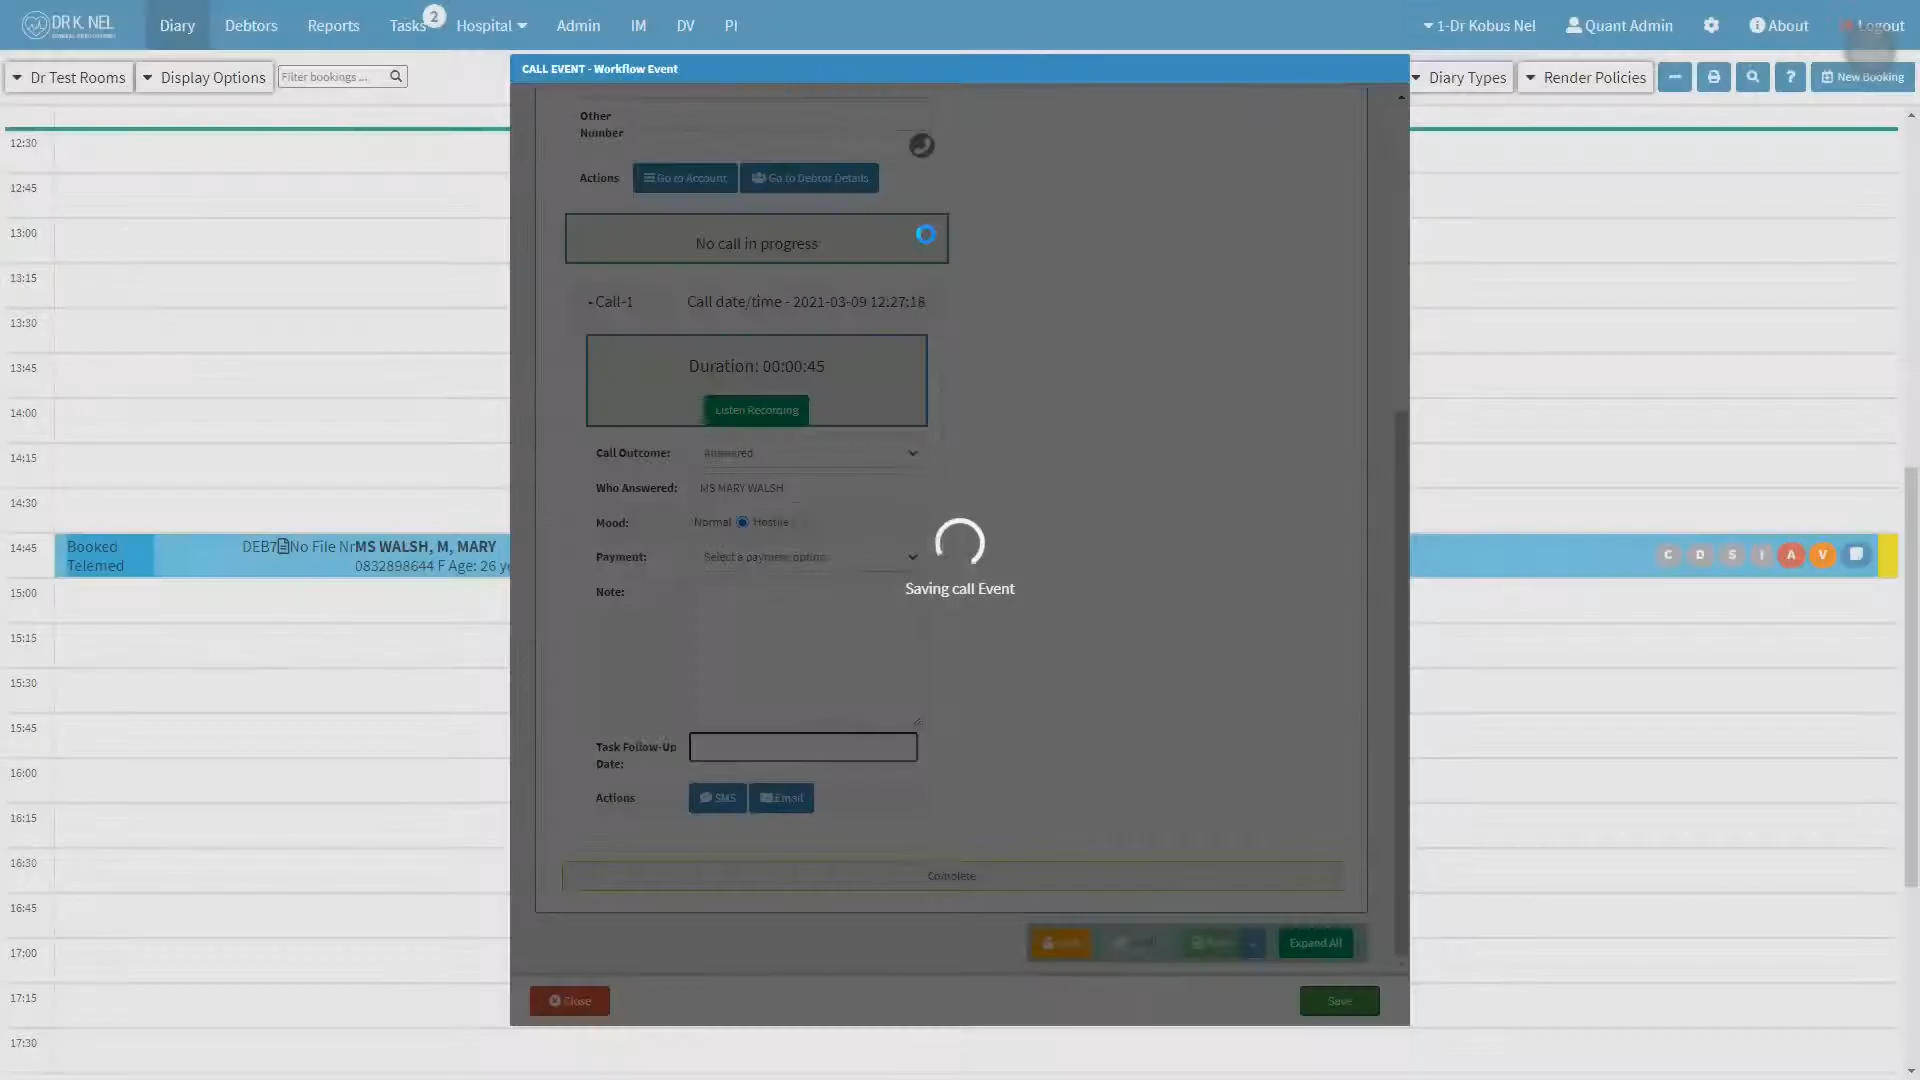 DR K. NEL
Diary
Debtors
Reports
Tasks
2
Hospital
Admin
IM
DV
PI
1-Dr Kobus Nel
Quant Admin
About
Logout
Dr Test Rooms
Display Options
Filter bookings ...
Diary Types
Render Policies
?
New Booking
CALL EVENT - Workflow Event
Other
Number
Actions
Go to Account
Go to Debtor Details
No call in progress
- Call-1
Call date/time - 2021-03-09 12:27:18
Duration: 00:00:45
Listen Recording
Call Outcome:
Answered
Who Answered:
MS MARY WALSH
Mood:
Normal
Hostile
Payment:
Select a payment option
Note:
Saving call Event
Task Follow-Up
Date:
Actions
SMS
Email
Complete
Expand All
Close
Save
12:30
12:45
13:00
13:15
13:30
13:45
14:00
14:15
14:30
14:45
Booked
Telemed
DEB7
No File Nr
MS WALSH, M, MARY
0832898644 F Age: 26 ye
C
D
S
I
A
V
15:00
15:15
15:30
15:45
16:00
16:15
16:30
16:45
17:00
17:15
17:30